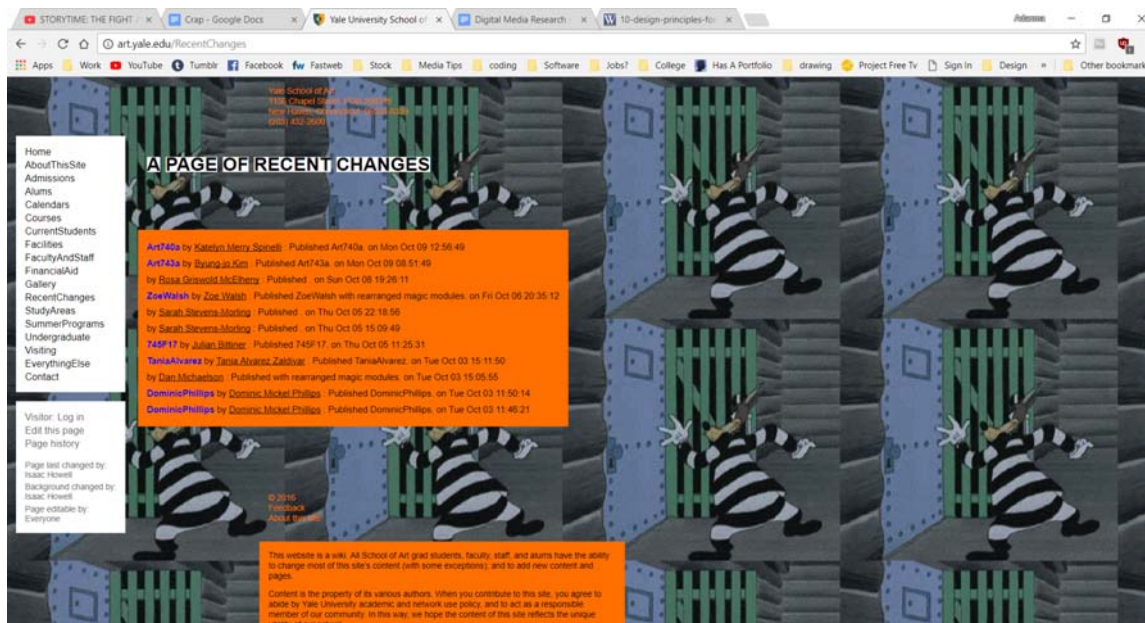 STORYTIME: THE FIGHT
Crap - Google Docs
Yale University School of
Digital Media Research
10-design-principles-for
Adanna
art.yale.edu/RecentChanges
Apps Work YouTube Tumblr Facebook Fastweb Stock Media Tips coding Software Jobs? College Has A Portfolio drawing Project Free Tv Sign In Design » Other bookmark
Yale School of Art
1156 Chapel Street,
New Haven, Connecticut,
(203) 432-2600
Home
AboutThisSite
Admissions
Alums
Calendars
Courses
CurrentStudents
Facilities
FacultyAndStaff
FinancialAid
Gallery
RecentChanges
StudyAreas
SummerPrograms
Undergraduate
Visiting
EverythingElse
Contact
A PAGE OF RECENT CHANGES
Art740a by Katelyn Merry Spinelli : Published Art740a. on Mon Oct 09 12:56:49
Art743a by Byung-jo Kim : Published Art743a. on Mon Oct 09 08:51:49
by Rosa Griswold McElheny : Published . on Sun Oct 08 19:26:11
ZoeWalsh by Zoe Walsh : Published ZoeWalsh with rearranged magic modules. on Fri Oct 06 20:35:12
by Sarah Stevens-Morling : Published . on Thu Oct 05 22:18:56
by Sarah Stevens-Morling : Published . on Thu Oct 05 15:09:49
745F17 by Julian Bittiner : Published 745F17. on Thu Oct 05 11:25:31
TaniaAlvarez by Tania Alvarez Zaldivar : Published TaniaAlvarez. on Tue Oct 03 15:11:50
by Dan Michaelson : Published with rearranged magic modules. on Tue Oct 03 15:05:55
DominicPhillips by Dominic Mickel Phillips : Published DominicPhillips. on Tue Oct 03 11:50:14
DominicPhillips by Dominic Mickel Phillips : Published DominicPhillips. on Tue Oct 03 11:46:21
Visitor: Log in
Edit this page
Page history
Page last changed by:
Isaac Howell
Background changed by:
Isaac Howell
Page editable by:
Everyone
© 2016
Feedback
About this site
This website is a wiki. All School of Art grad students, faculty, staff, and alums have the ability
to change most of this site's content (with some exceptions); and to add new content and
pages.
Content is the property of its various authors. When you contribute to this site, you agree to
abide by Yale University academic and network use policy, and to act as a responsible
member of our community. In this way, we hope the content of this site reflects the unique